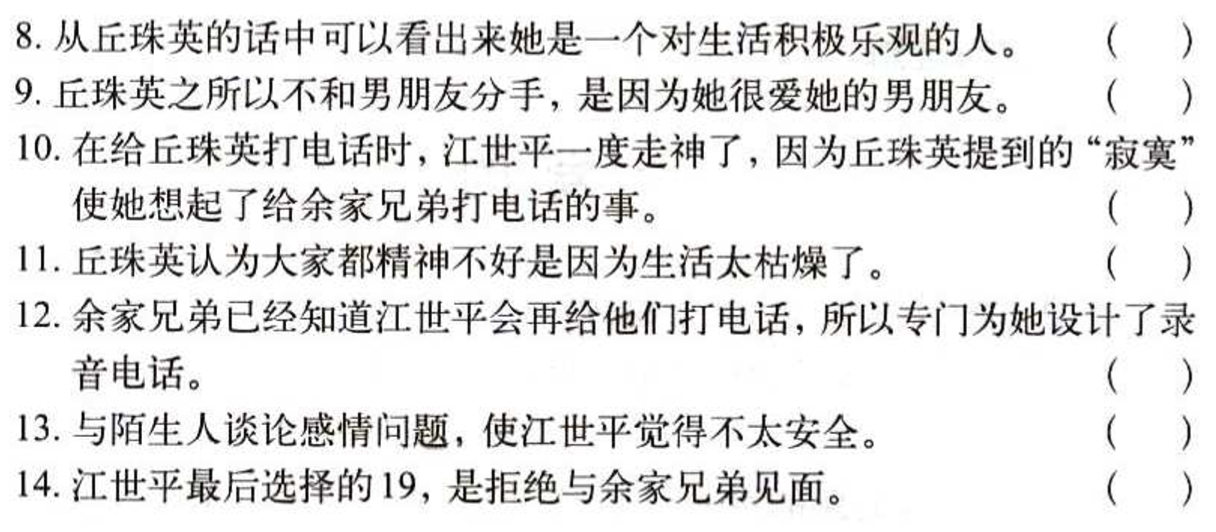 8. 从丘珠英的话中可以看出来她是一个对生活积极乐观的人。 (  )
9. 丘珠英之所以不和男朋友分手，是因为她很爱她的男朋友。 (  )
10. 在给丘珠英打电话时，江世平一度走神了，因为丘珠英提到的“寂寞”
使她想起了给余家兄弟打电话的事。 (  )
11. 丘珠英认为大家都精神不好是因为生活太枯燥了。 (  )
12. 余家兄弟已经知道江世平会再给他们打电话，所以专门为她设计了录
音电话。 (  )
13. 与陌生人谈论感情问题，使江世平觉得不太安全。 (  )
14. 江世平最后选择的19，是拒绝与余家兄弟见面。 (  )